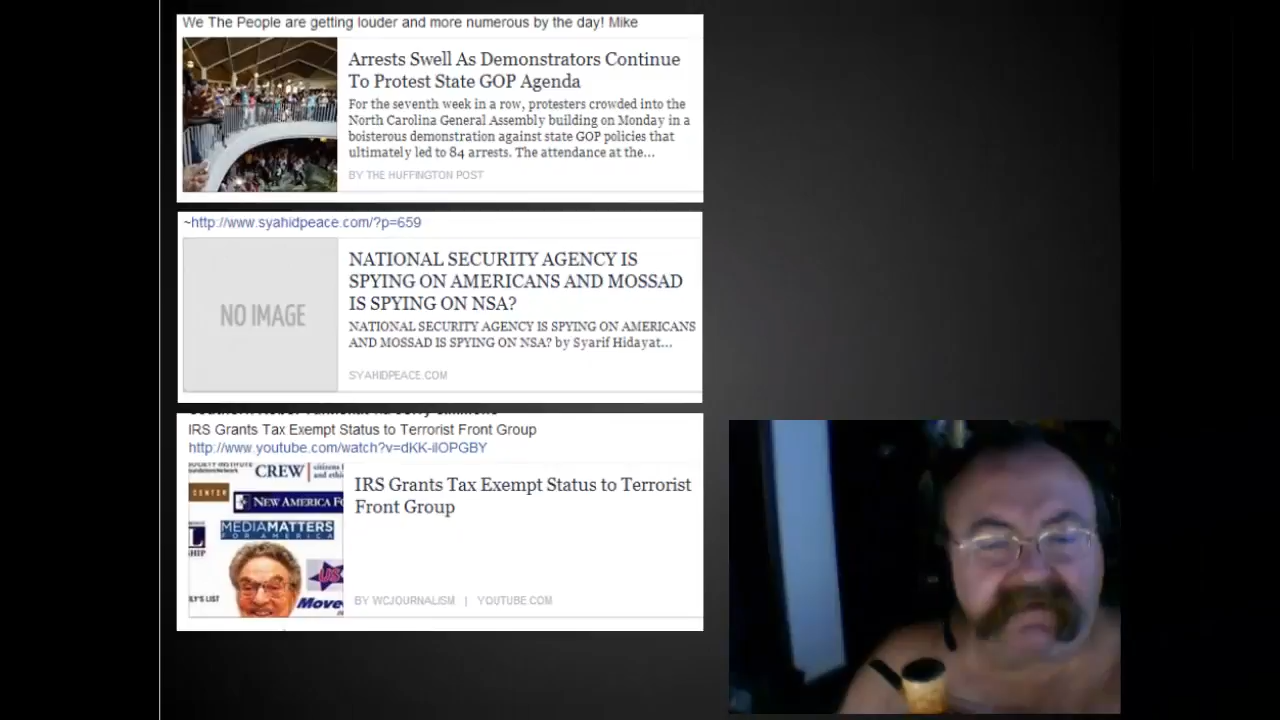 We The People are getting louder and more numerous by the day! Mike
Arrests Swell As Demonstrators Continue
To Protest State GOP Agenda
For the seventh week in a row, protesters crowded into the
North Carolina General Assembly building on Monday in a
boisterous demonstration against state GOP policies that
ultimately led to 84 arrests. The attendance at the...
BY THE HUFFINGTON POST
~http://www.syahidpeace.com/?p=659
NO IMAGE
NATIONAL SECURITY AGENCY IS
SPYING ON AMERICANS AND MOSSAD
IS SPYING ON NSA?
NATIONAL SECURITY AGENCY IS SPYING ON AMERICANS
AND MOSSAD IS SPYING ON NSA? by Syarif Hidayat...
SYAHIDPEACE.COM
IRS Grants Tax Exempt Status to Terrorist Front Group
http://www.youtube.com/watch?v=dKK-ilOPGBY
CREW
CENTER
NEW AMERICA
MEDIAMATTERS
FOR AMERICA
Move
IRS Grants Tax Exempt Status to Terrorist
Front Group
BY WCJOURNALISM | YOUTUBE.COM